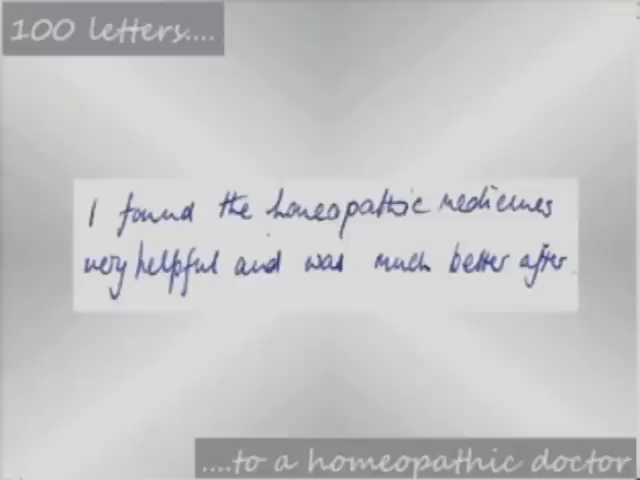 100 letters....
I found the homeopathic medicines
very helpful and was much better after.
....to a homeopathic doctor